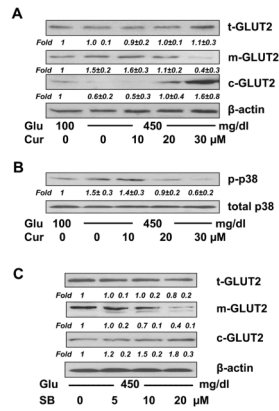 A
t-GLUT2
Fold 1 1.0 0.1 0.9±0.2 1.0±0.1 1.1±0.3
m-GLUT2
Fold 1 1.5±0.2 1.6±0.3 1.1±0.2 0.4±0.3
c-GLUT2
Fold 1 0.6±0.2 0.5±0.3 1.0±0.4 1.6±0.8
β-actin
Glu 100 450 mg/dl
Cur 0 0 10 20 30 μM
B
p-p38
Fold 1 1.5±0.3 1.4±0.3 0.9±0.2 0.6±0.2
total p38
Glu 100 450 mg/dl
Cur 0 0 10 20 30 μM
C
t-GLUT2
Fold 1 1.0 0.1 1.0 0.2 0.8 0.2
m-GLUT2
Fold 1 1.0 0.2 0.7 0.1 0.4 0.1
c-GLUT2
Fold 1 1.2 0.2 1.5 0.2 1.8 0.3
β-actin
Glu 450 mg/dl
SB 0 5 10 20 μM